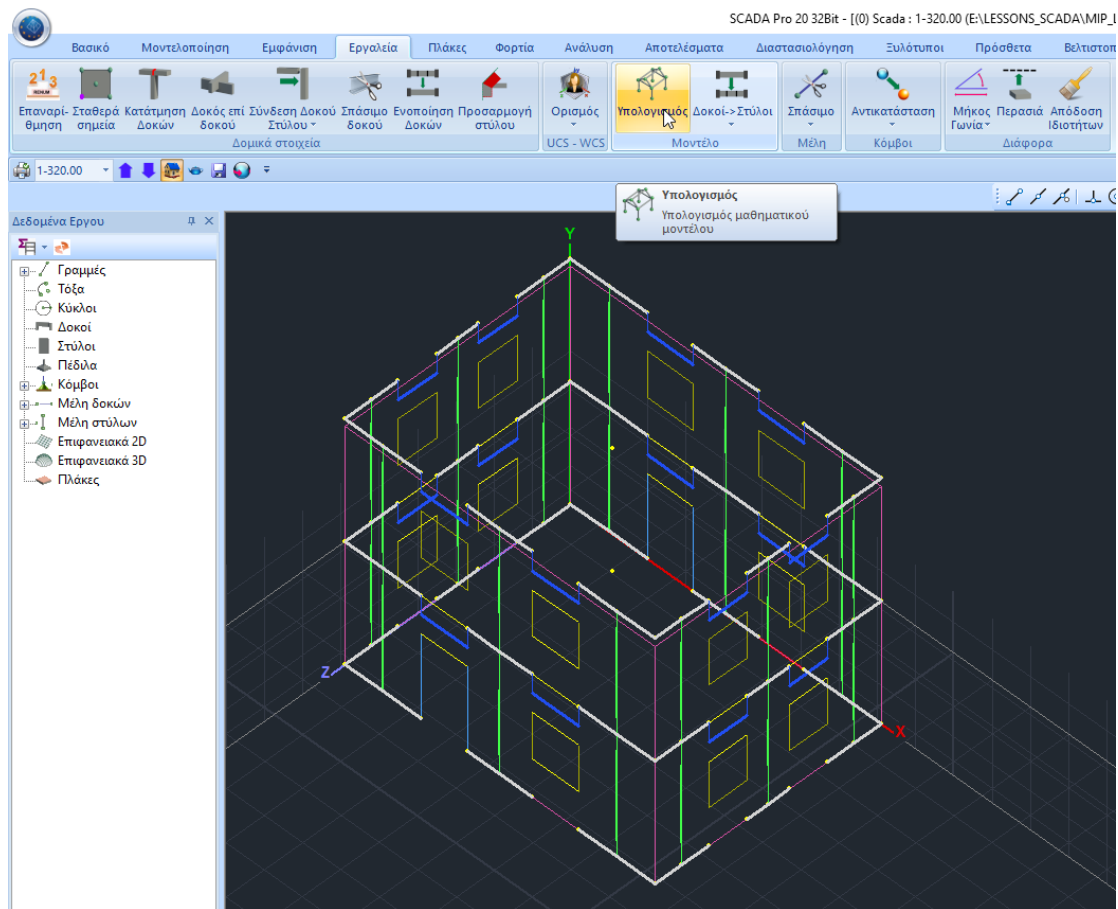 SCADA Pro 20 32Bit - [(0) Scada : 1-320.00 (E:\LESSONS_SCADA\MIP_L
Βασικό Μοντελοποίηση Εμφάνιση Εργαλεία Πλάκες Φορτία Ανάλυση Αποτελέσματα Διαστασιολόγηση Ξυλότυποι Πρόσθετα Βελτιστοπ
213
RENUM
Επαναρί- Σταθερά Κατάτμηση Δοκός επί Σύνδεση Δοκού Σπάσιμο Ενοποίηση Προσαρμογή Ορισμός Υπολογισμός Δοκοί->Στύλοι Σπάσιμο Αντικατάσταση Μήκος Περασιά Απόδοση
θμηση σημεία Δοκών δοκού Στύλου δοκού Δοκών στύλου Γωνία Ιδιοτήτων
Δομικά στοιχεία UCS - WCS Μοντέλο Μέλη Κόμβοι Διάφορα
1-320.00
Υπολογισμός
Υπολογισμός μαθηματικού
μοντέλου
Δεδομένα Εργου
Γραμμές
Τόξα
Κύκλοι
Δοκοί
Στύλοι
Πέδιλα
Κόμβοι
Μέλη δοκών
Μέλη στύλων
Επιφανειακά 2D
Επιφανειακά 3D
Πλάκες
Y
Z
X